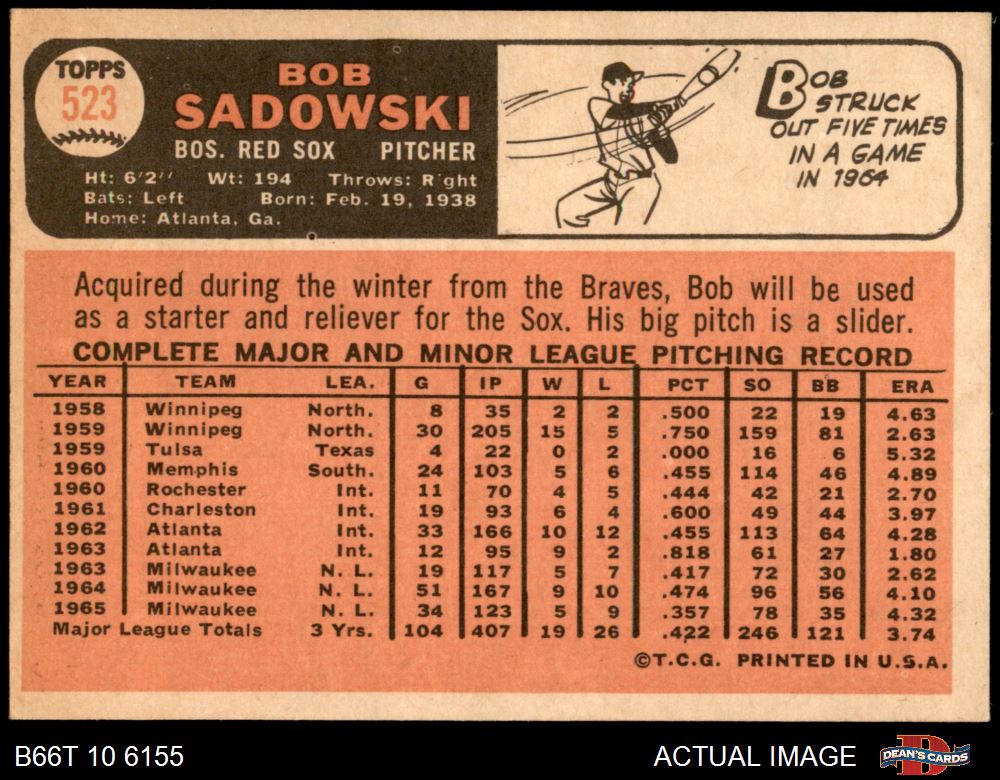 TOPPS
523
BOB
SADOWSKI
BOS. RED SOX PITCHER
Ht: 6'2" Wt: 194 Throws: Right
Bats: Left Born: Feb. 19, 1938
Home: Atlanta, Ga.
BOB
STRUCK
OUT FIVE TIMES
IN A GAME
IN 1964
Acquired during the winter from the Braves, Bob will be used
as a starter and reliever for the Sox. His big pitch is a slider.
COMPLETE MAJOR AND MINOR LEAGUE PITCHING RECORD
YEAR TEAM LEA. G IP W L PCT SO BB ERA
1958 Winnipeg North. 8 35 2 2 .500 22 19 4.63
1959 Winnipeg North. 30 205 15 5 .750 159 81 2.63
1959 Tulsa Texas 4 22 0 2 .000 16 6 5.32
1960 Memphis South. 24 103 5 6 .455 114 46 4.89
1960 Rochester Int. 11 70 4 5 .444 42 21 2.70
1961 Charleston Int. 19 93 6 4 .600 49 44 3.97
1962 Atlanta Int. 33 166 10 12 .455 113 64 4.28
1963 Atlanta Int. 12 95 9 2 .818 61 27 1.80
1963 Milwaukee N. L. 19 117 5 7 .417 72 30 2.62
1964 Milwaukee N. L. 51 167 9 10 .474 96 56 4.10
1965 Milwaukee N. L. 34 123 5 9 .357 78 35 4.32
Major League Totals 3 Yrs. 104 407 19 26 .422 246 121 3.74
©T.C.G. PRINTED IN U.S.A.
B66T 10 6155 ACTUAL IMAGE
DEAN'S CARDS